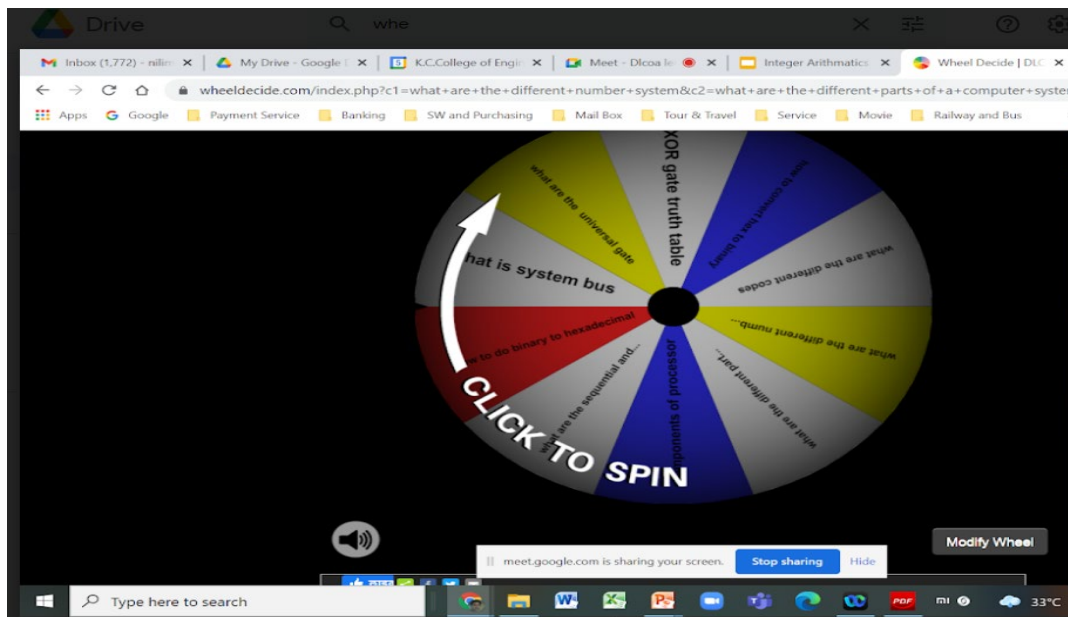 Drive
whe
Inbox (1,772) - nilim
My Drive - Google
K.C.College of Engin
Meet - Dlcoa le
Integer Arithmatics
Wheel Decide | DLC
wheeldecide.com/index.php?c1=what+are+the+different+number+system&c2=what+are+the+different+parts+of+a+computer+syste
Apps
Google
Payment Service
Banking
SW and Purchasing
Mail Box
Tour & Travel
Service
Movie
Railway and Bus
what are the universal gate
XOR gate truth table
how to convert hex to binary
what are the different codes
what are the different numb...
what are the different part...
mponents of processor
what are the sequential and...
w to do binary to hexadecimal
hat is system bus
CLICK TO SPIN
Modify Wheel
meet.google.com is sharing your screen.
Stop sharing
Hide
Type here to search
33°C